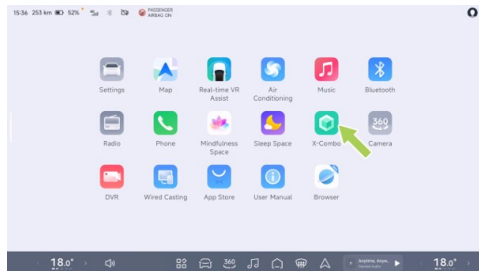 15:36 253 km 52%
PASSENGER
AIRBAG ON
Settings
Map
Real-time VR
Assist
Air
Conditioning
Music
Bluetooth
Radio
Phone
Mindfulness
Space
Sleep Space
X-Combo
360
Camera
DVR
Wired Casting
App Store
User Manual
Browser
18.0°
360
Anytime, Anyw..
18.0°